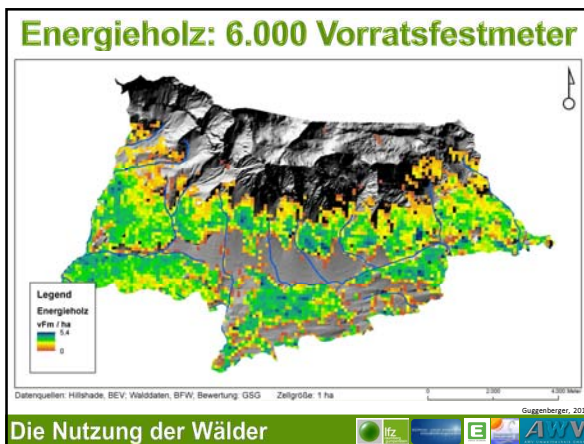 Energieholz: 6.000 Vorratsfestmeter
Legend
Energieholz
vFm / ha
5.4
0
Datenquellen: Hillshade, BEV: Walddaten, BFW; Bewertung: GSG Zellgröße: 1 ha
0 2.000 4.000 Meter
Guggenberger, 201
Die Nutzung der Wälder
lfz
E
AWV